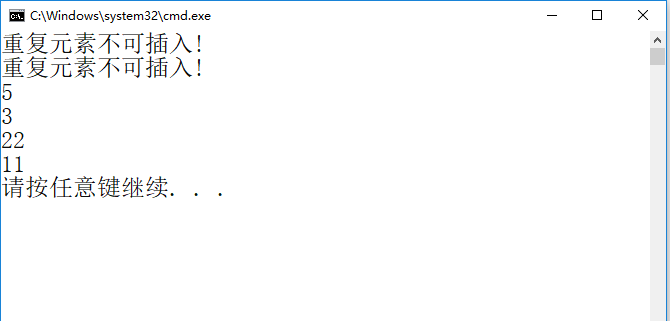 C:\Windows\system32\cmd.exe
重复元素不可插入!
重复元素不可插入!
5
3
22
11
请按任意键继续. . .